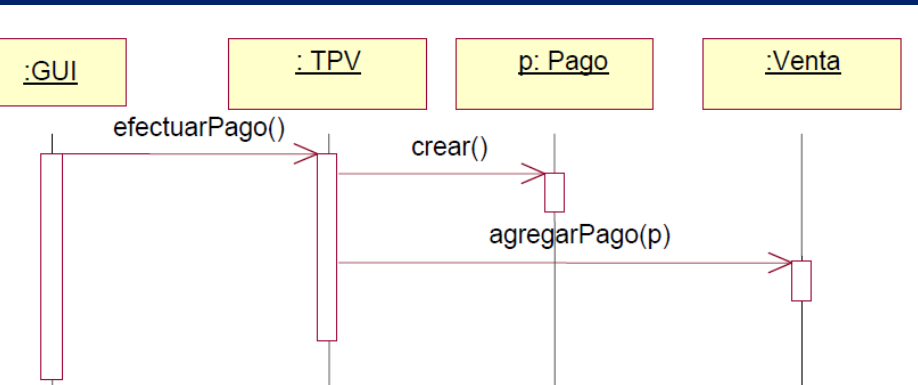 :GUI
: TPV
p: Pago
:Venta
efectuarPago()
crear()
agregarPago(p)